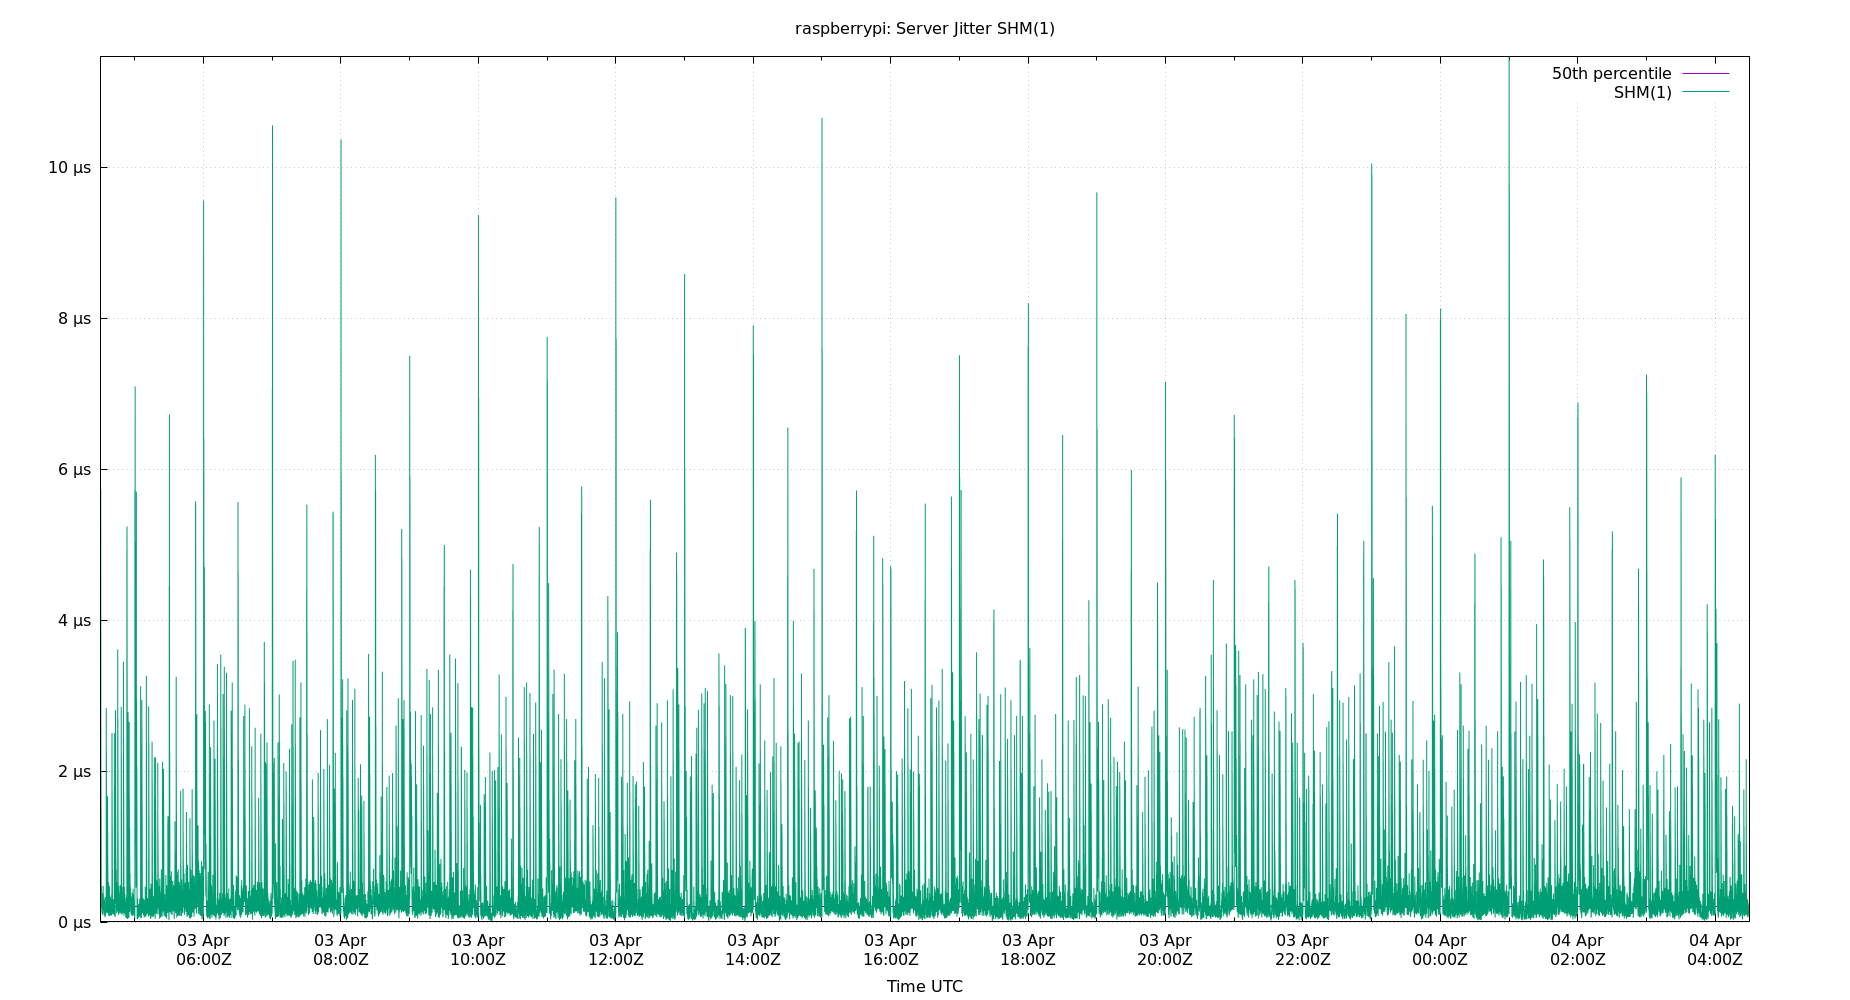 raspberrypi: Server Jitter SHM(1)
50th percentile
SHM(1)
10 µs
8 µs
6 µs
4 µs
2 µs
0 µs
03 Apr 03 Apr 03 Apr 03 Apr 03 Apr 03 Apr 03 Apr 03 Apr 03 Apr 04 Apr 04 Apr 04 Apr
06:00Z 08:00Z 10:00Z 12:00Z 14:00Z 16:00Z 18:00Z 20:00Z 22:00Z 00:00Z 02:00Z 04:00Z
Time UTC